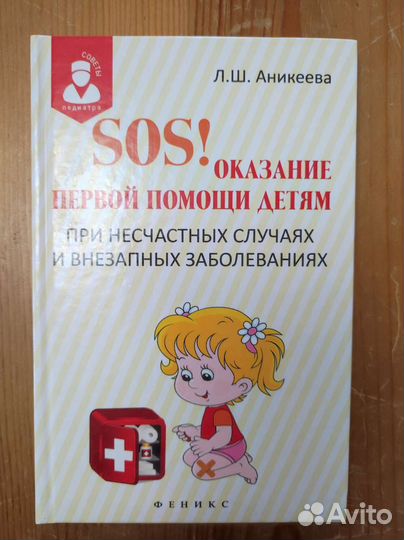 СОВЕТЫ
педиатра
Л.Ш. Аникеева
SOS!
ОКАЗАНИЕ
ПЕРВОЙ ПОМОЩИ ДЕТЯМ
ПРИ НЕСЧАСТНЫХ СЛУЧАЯХ
И ВНЕЗАПНЫХ ЗАБОЛЕВАНИЯХ
ФЕНИКС
Avito